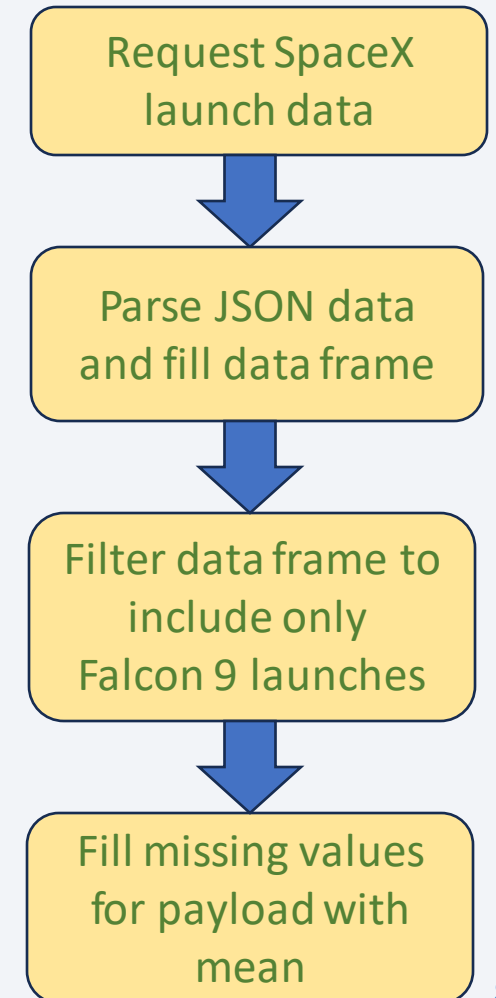 Request SpaceX
launch data
Parse JSON data
and fill data frame
Filter data frame to
include only
Falcon 9 launches
Fill missing values
for payload with
mean